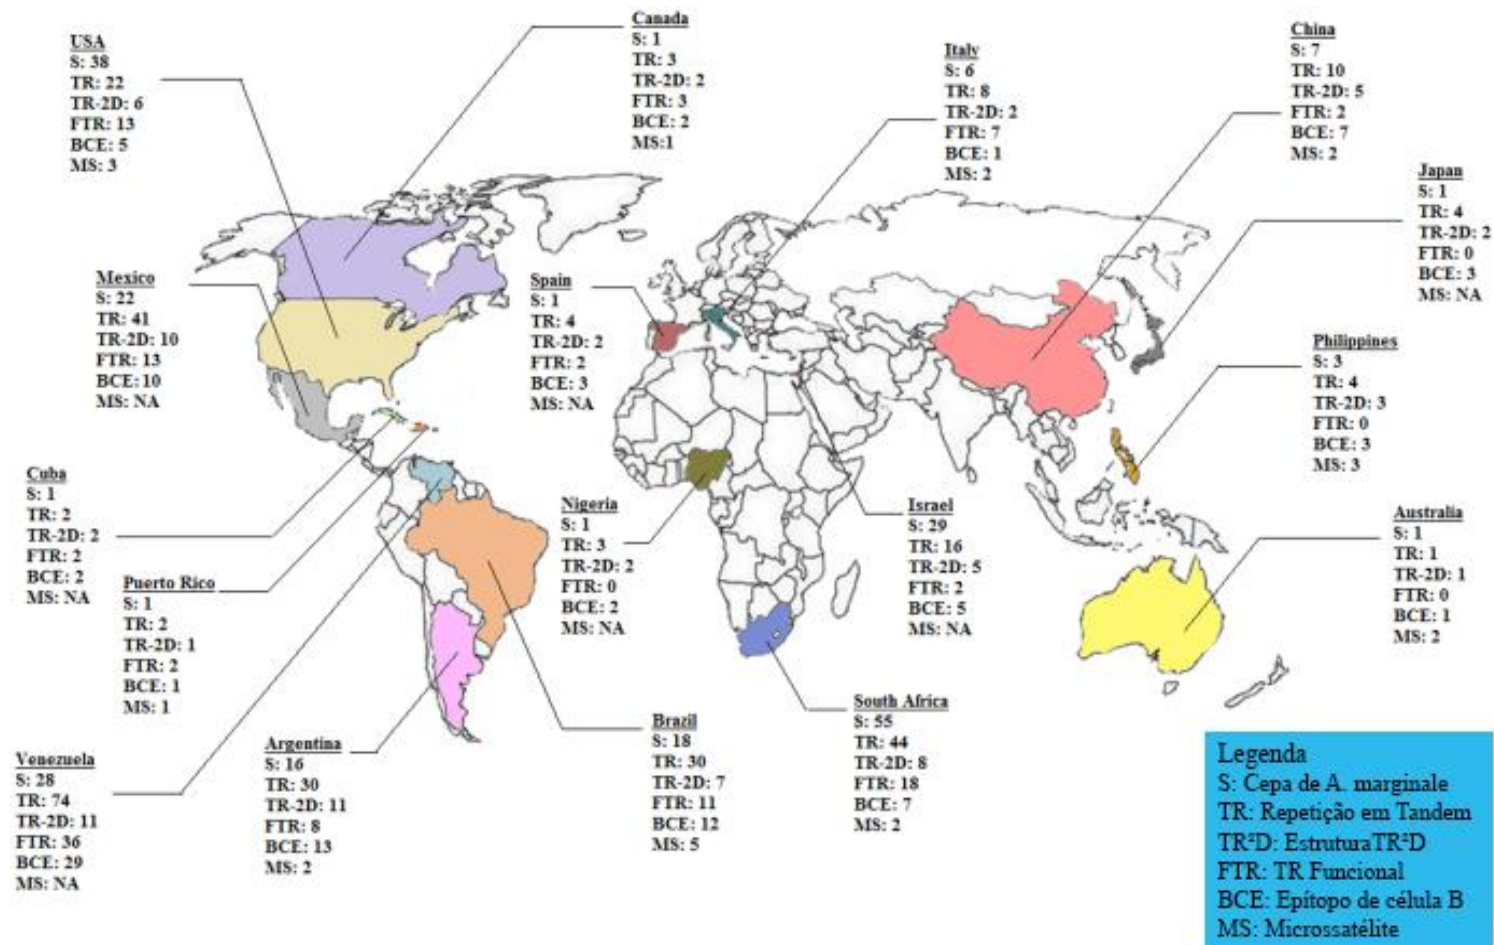 USA
S: 38
TR: 22
TR-2D: 6
FTR: 13
BCE: 5
MS: 3
Canada
S: 1
TR: 3
TR-2D: 2
FTR: 3
BCE: 2
MS:1
Italy
S: 6
TR: 8
TR-2D: 2
FTR: 7
BCE: 1
MS: 2
China
S: 7
TR: 10
TR-2D: 5
FTR: 2
BCE: 7
MS: 2
Japan
S: 1
TR: 4
TR-2D: 2
FTR: 0
BCE: 3
MS: NA
Mexico
S: 22
TR: 41
TR-2D: 10
FTR: 13
BCE: 10
MS: NA
Spain
S: 1
TR: 4
TR-2D: 2
FTR: 2
BCE: 3
MS: NA
Philippines
S: 3
TR: 4
TR-2D: 3
FTR: 0
BCE: 3
MS: 3
Cuba
S: 1
TR: 2
TR-2D: 2
FTR: 2
BCE: 2
MS: NA
Puerto Rico
S: 1
TR: 2
TR-2D: 1
FTR: 2
BCE: 1
MS: 1
Nigeria
S: 1
TR: 3
TR-2D: 2
FTR: 0
BCE: 2
MS: NA
Israel
S: 29
TR: 16
TR-2D: 5
FTR: 2
BCE: 5
MS: NA
Australia
S: 1
TR: 1
TR-2D: 1
FTR: 0
BCE: 1
MS: 2
Venezuela
S: 28
TR: 74
TR-2D: 11
FTR: 36
BCE: 29
MS: NA
Argentina
S: 16
TR: 30
TR-2D: 11
FTR: 8
BCE: 13
MS: 2
Brazil
S: 18
TR: 30
TR-2D: 7
FTR: 11
BCE: 12
MS: 5
South Africa
S: 55
TR: 44
TR-2D: 8
FTR: 18
BCE: 7
MS: 2
Legenda
S: Cepa de A. marginale
TR: Repetição em Tandem
TR²D: EstruturaTR²D
FTR: TR Funcional
BCE: Epítopo de célula B
MS: Microssatélite